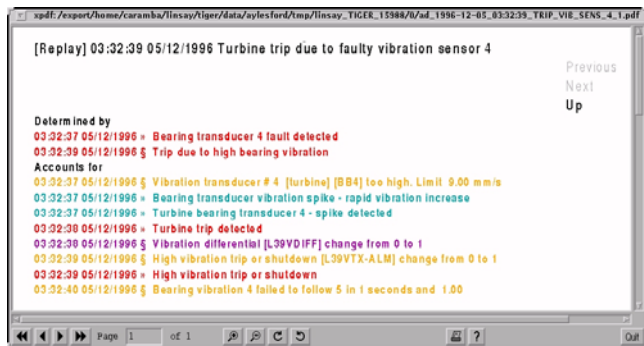 xpdf: /export/home/caramba/linsay/tiger/data/aylesford/tmp/linsay_TIGER_15988/0/ad_1996-12-05_03:32:39_TRIP_VIB_SENS_4_1.pdf
[Replay] 03:32:39 05/12/1996 Turbine trip due to faulty vibration sensor 4
Previous
Next
Up
Determined by
03:32:37 05/12/1996 » Bearing transducer 4 fault detected
03:32:39 05/12/1996 § Trip due to high bearing vibration
Accounts for
03:32:37 05/12/1996 § Vibration transducer # 4 [turbine] [BB4] too high. Limit 9.00 mm/s
03:32:37 05/12/1996 » Bearing transducer vibration spike - rapid vibration increase
03:32:37 05/12/1996 » Turbine bearing transducer 4 - spike detected
03:32:38 05/12/1996 » Turbine trip detected
03:32:38 05/12/1996 § Vibration differential [L39VDIFF] change from 0 to 1
03:32:39 05/12/1996 § High vibration trip or shutdown [L39VTX-ALM] change from 0 to 1
03:32:39 05/12/1996 » High vibration trip or shutdown
03:32:40 05/12/1996 § Bearing vibration 4 failed to follow 5 in 1 seconds and 1.00
Page 1 of 1 ? Quit